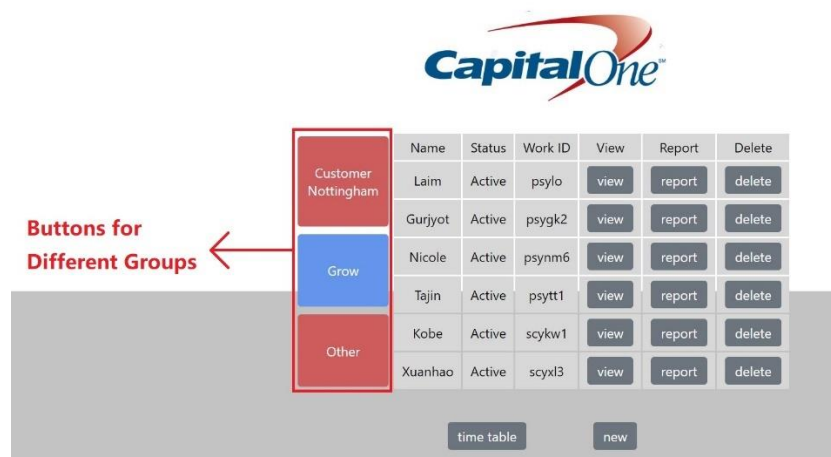 CapitalOne™
Buttons for
Different Groups
Customer
Nottingham
Grow
Other
Name Status Work ID View Report Delete
Laim Active psylo view report delete
Gurjyot Active psygk2 view report delete
Nicole Active psynm6 view report delete
Tajin Active psytt1 view report delete
Kobe Active scykw1 view report delete
Xuanhao Active scyxl3 view report delete
time table new